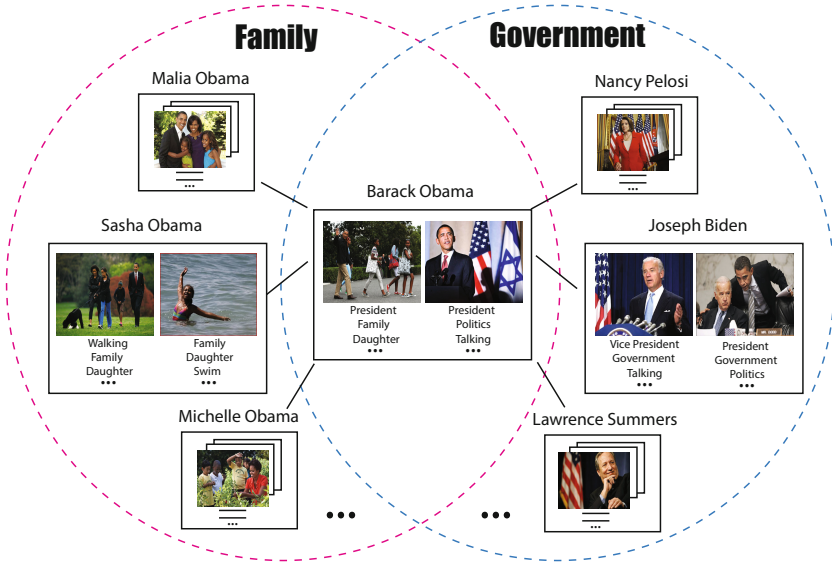 Family
Government
Malia Obama
...
Nancy Pelosi
...
Barack Obama
President
Family
Daughter
...
President
Politics
Talking
...
Sasha Obama
Walking
Family
Daughter
...
Family
Daughter
Swim
...
Joseph Biden
Vice President
Government
Talking
...
President
Government
Politics
...
Michelle Obama
...
Lawrence Summers
...
...
...